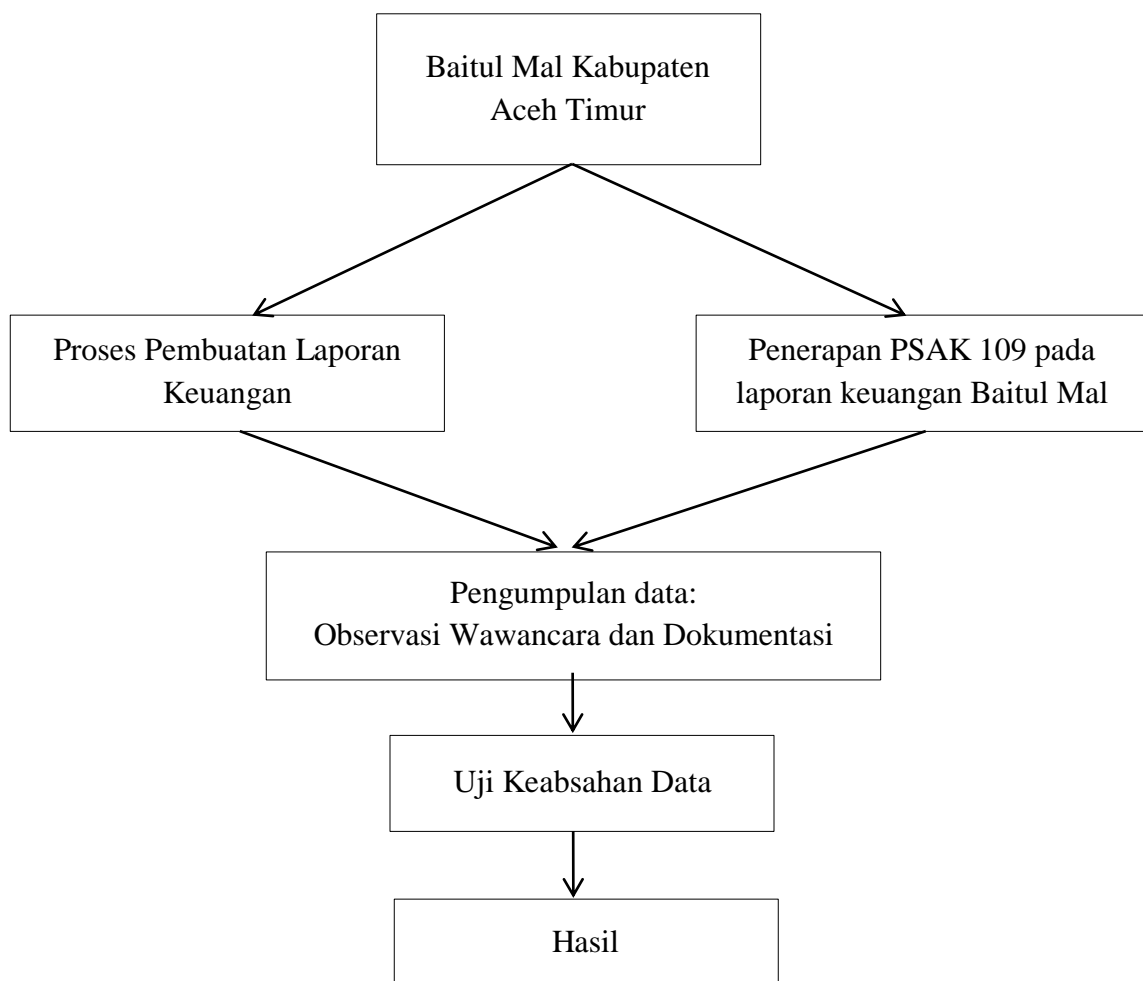 Baitul Mal Kabupaten
Aceh Timur
Proses Pembuatan Laporan
Keuangan
Penerapan PSAK 109 pada
laporan keuangan Baitul Mal
Pengumpulan data:
Observasi Wawancara dan Dokumentasi
Uji Keabsahan Data
Hasil